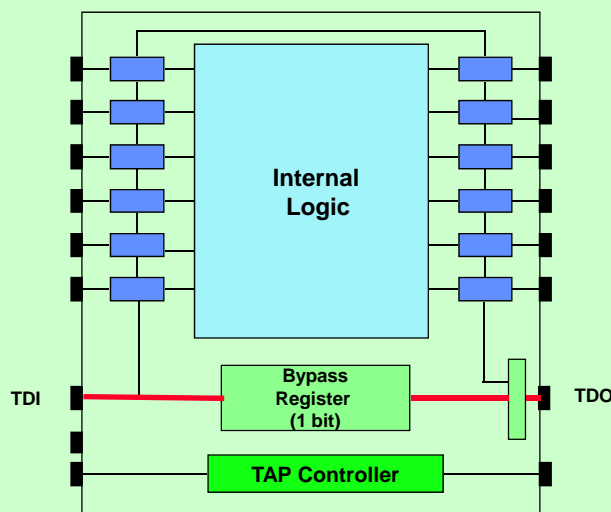 Internal
Logic
Bypass
Register
(1 bit)
TDI
TDO
TAP Controller